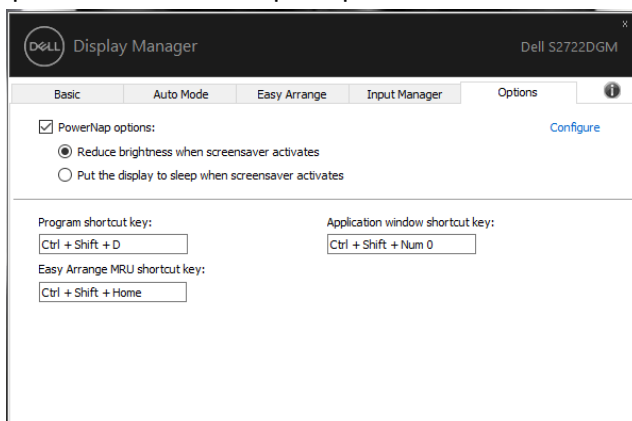 x
DELL Display Manager Dell S2722DGM
Basic Auto Mode Easy Arrange Input Manager Options i
PowerNap options: Configure
Reduce brightness when screensaver activates
Put the display to sleep when screensaver activates
Program shortcut key: Application window shortcut key:
Ctrl + Shift + D Ctrl + Shift + Num 0
Easy Arrange MRU shortcut key:
Ctrl + Shift + Home